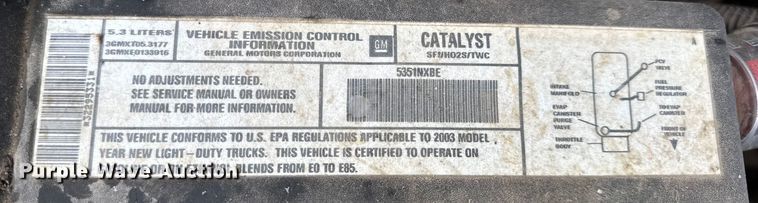 5.3 LITERS
3GMXT05.3177
3GMXE0133916
VEHICLE EMISSION CONTROL
INFORMATION
GENERAL MOTORS CORPORATION
GM
CATALYST
SFI/HO2S/TWC
NO ADJUSTMENTS NEEDED.
SEE SERVICE MANUAL OR OWNERS
MANUAL FOR MORE INFORMATION.
5351NXBE
THIS VEHICLE CONFORMS TO U.S. EPA REGULATIONS APPLICABLE TO 2003 MODEL
YEAR NEW LIGHT-DUTY TRUCKS. THIS VEHICLE IS CERTIFIED TO OPERATE ON
BLENDS FROM E0 TO E85.
A
PCV
VALVE
INTAKE
MANIFOLD
FUEL
PRESSURE
REGULATOR
EVAP
CANISTER
PURGE
VALVE
TO EVAP
CANISTER
THROTTLE
BODY
FRONT OF
VEHICLE
Purple Wave Auction